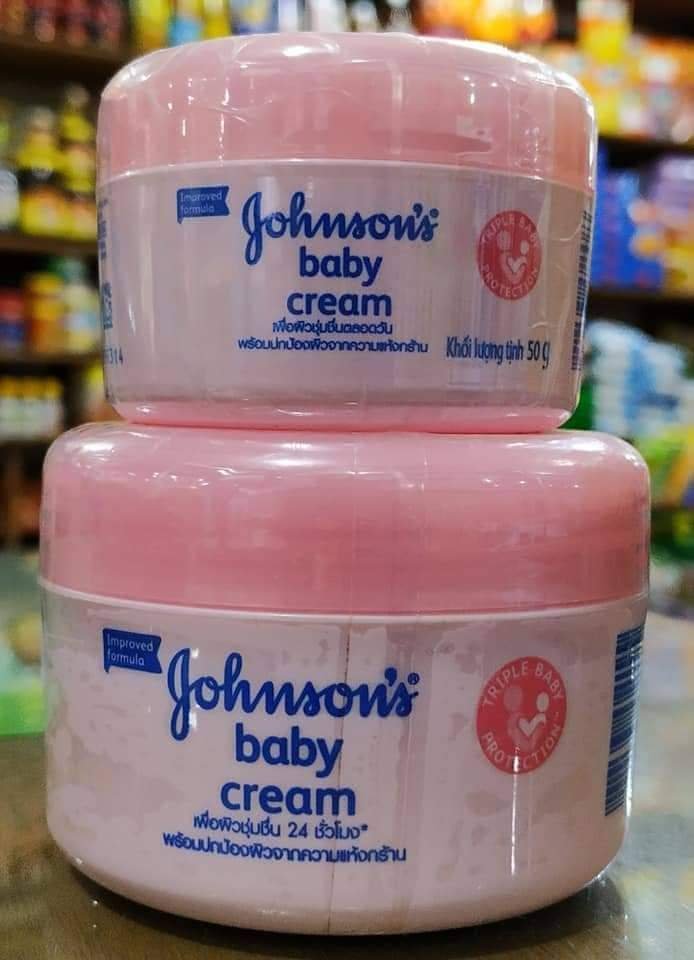 Improved
formula
Johnson's®
baby
cream
เพื่อผิวชุ่มชื่นตลอดวัน
พร้อมปกป้องผิวจากความแห้งกร้าน
TRIPLE BABY
PROTECTION
Khối lượng tịnh 50 g
Improved
formula
Johnson's®
baby
cream
เพื่อผิวชุ่มชื่น 24 ชั่วโมง*
พร้อมปกป้องผิวจากความแห้งกร้าน
TRIPLE BABY
PROTECTION™